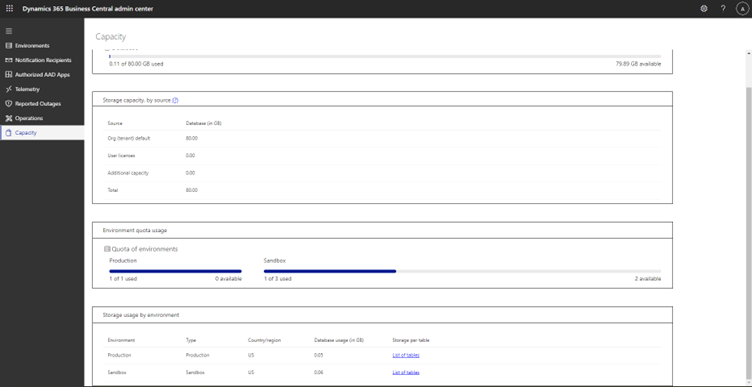 Dynamics 365 Business Central admin center
?
A
Capacity
Environments
Notification Recipients
Authorized AAD Apps
Telemetry
Reported Outages
Operations
Capacity
0.11 of 80.00 GB used 79.89 GB available
Storage capacity, by source
Source Database (in GB)
Org (tenant) default 80.00
User licenses 0.00
Additional capacity 0.00
Total 80.00
Environment quota usage
Quota of environments
Production Sandbox
1 of 1 used 0 available 1 of 3 used 2 available
Storage usage by environment
Environment Type Country/region Database usage (in GB) Storage per table
Production Production US 0.05 List of tables
Sandbox Sandbox US 0.06 List of tables